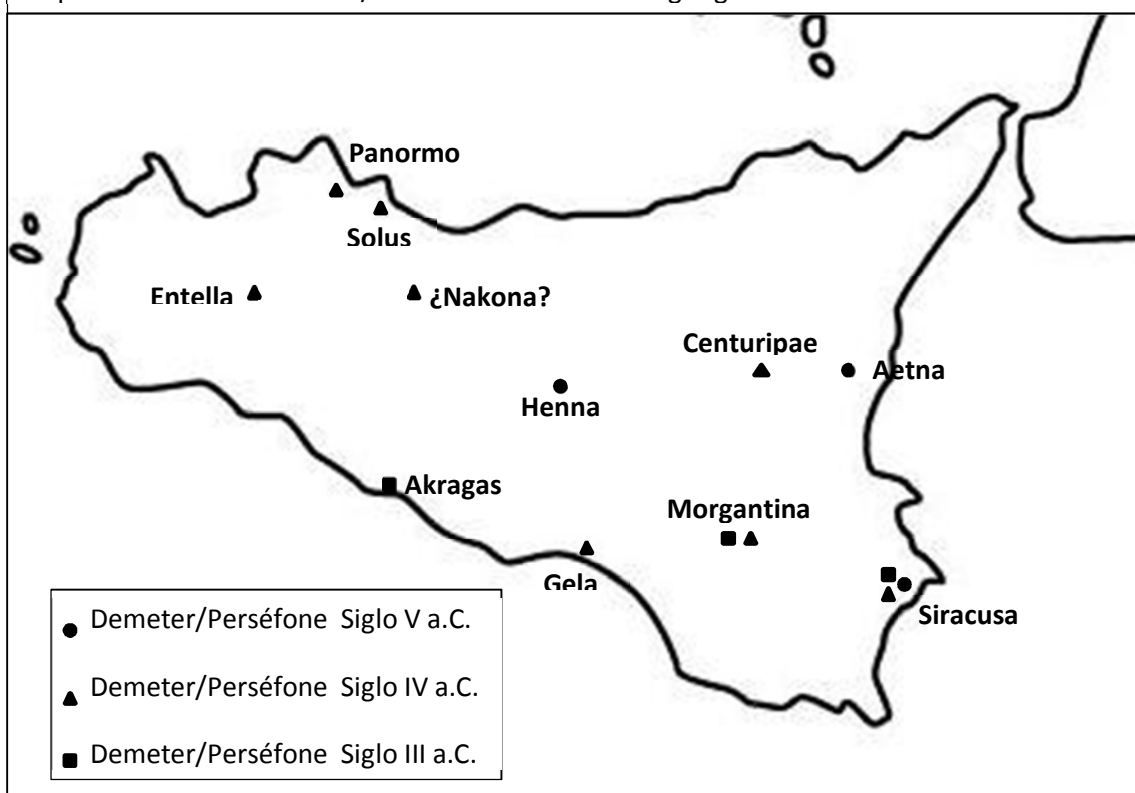 Panormo
Solus
Entella
¿Nakona?
Centuripae
Aetna
Henna
Akragas
Morgantina
Gela
Siracusa
Demeter/Perséfone Siglo V a.C.
Demeter/Perséfone Siglo IV a.C.
Demeter/Perséfone Siglo III a.C.